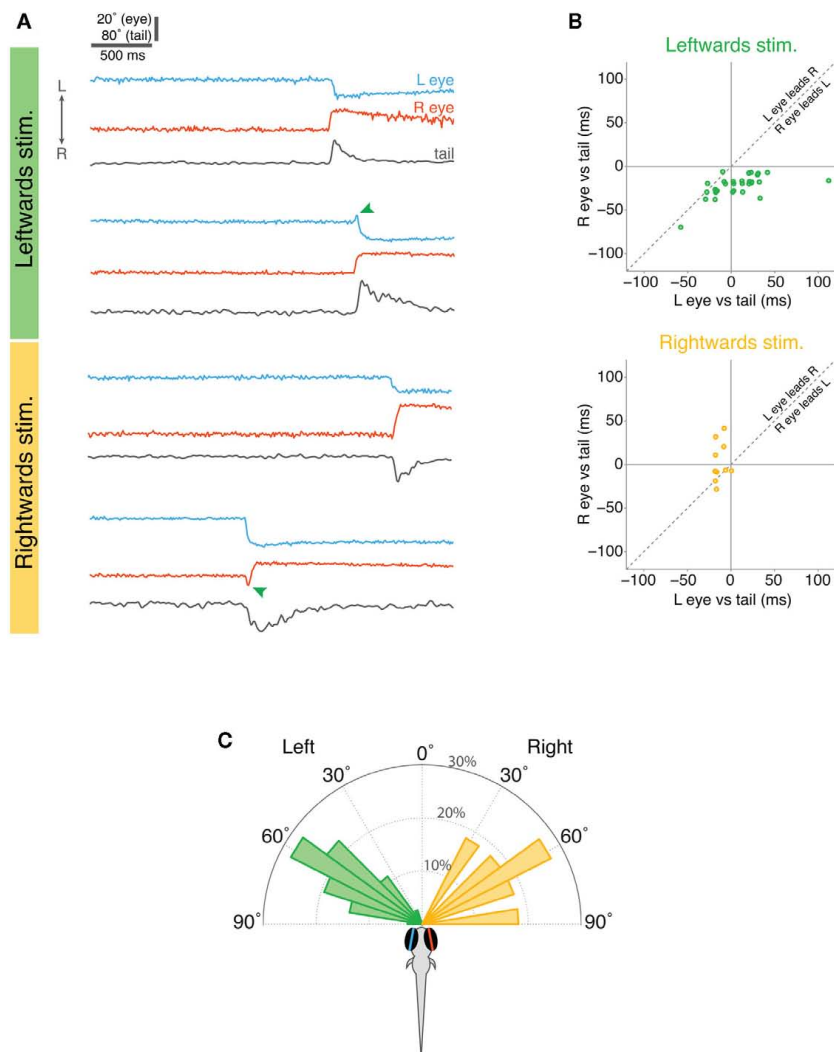 A
20° (eye)
80° (tail)
500 ms
Leftwards stim.
L
R
L eye
R eye
tail
Rightwards stim.
B
Leftwards stim.
100
50
0
−50
−100
R eye vs tail (ms)
L eye leads R
R eye leads L
−100 −50 0 50 100
L eye vs tail (ms)
Rightwards stim.
100
50
0
−50
−100
R eye vs tail (ms)
L eye leads R
R eye leads L
−100 −50 0 50 100
L eye vs tail (ms)
C
Left
Right
0°
30%
30°
30°
20%
60°
60°
10%
90°
90°